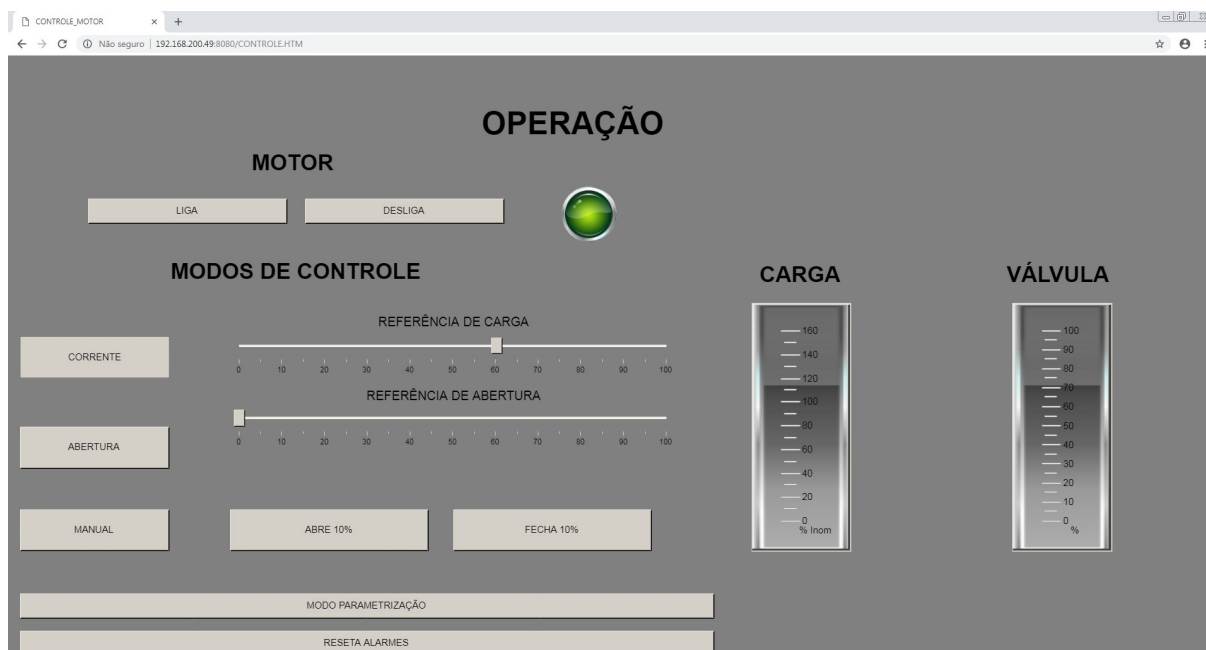 CONTROLE_MOTOR
Não seguro | 192.168.200.49:8080/CONTROLE.HTM
OPERAÇÃO
MOTOR
LIGA DESLIGA
MODOS DE CONTROLE
REFERÊNCIA DE CARGA
CORRENTE
0 10 20 30 40 50 60 70 80 90 100
REFERÊNCIA DE ABERTURA
0 10 20 30 40 50 60 70 80 90 100
ABERTURA
MANUAL ABRE 10% FECHA 10%
MODO PARAMETRIZAÇÃO
RESETA ALARMES
CARGA
160
140
120
100
80
60
40
20
0
% Inom
VÁLVULA
100
90
80
70
60
50
40
30
20
10
0
%